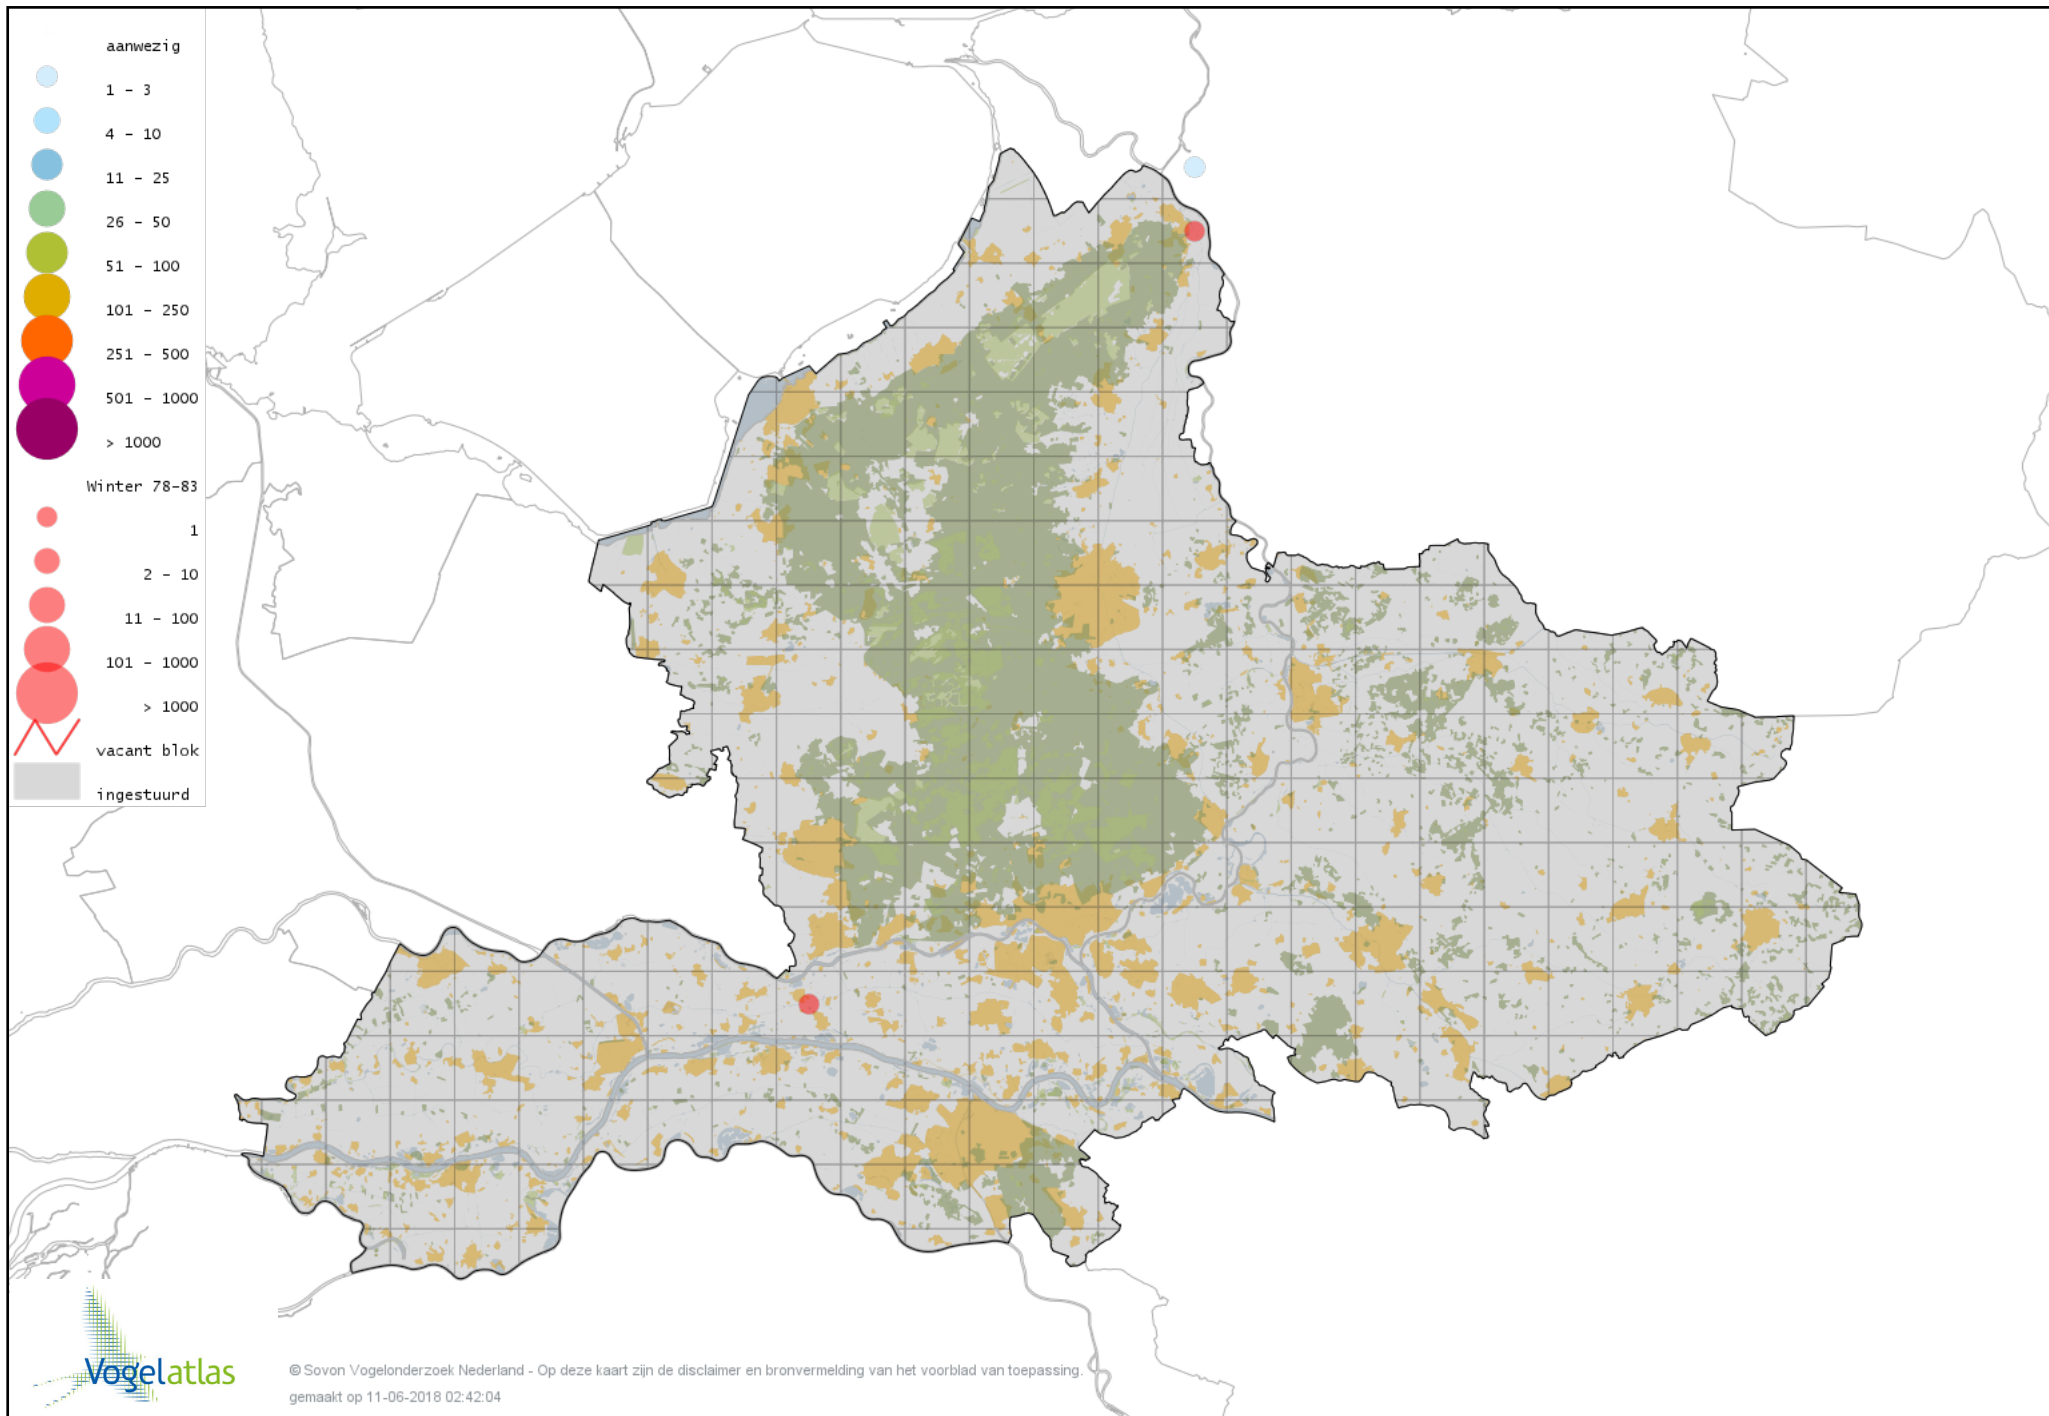 aanwezig
1 – 3
4 – 10
11 – 25
26 – 50
51 – 100
101 – 250
251 – 500
501 – 1000
> 1000
Winter 78-83
1
2 – 10
11 – 100
101 – 1000
> 1000
vacant blok
ingestuurd
Vogelatlas
© Sovon Vogelonderzoek Nederland - Op deze kaart zijn de disclaimer en bronvermelding van het voorblad van toepassing.
gemaakt op 11-06-2018 02:42:04